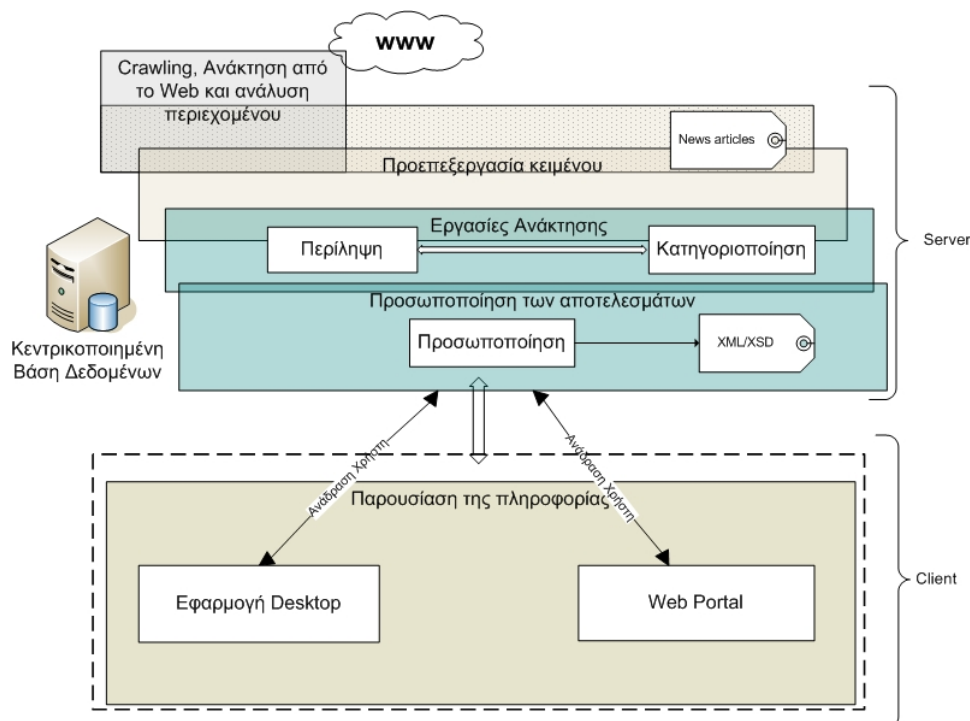 www
Crawling, Ανάκτηση από
το Web και ανάλυση
περιεχομένου
News articles
Προεπεξεργασία κειμένου
Εργασίες Ανάκτησης
Περίληψη
Κατηγοριοποίηση
Server
Προσωποποίηση των αποτελεσμάτων
Προσωποποίηση
XML/XSD
Κεντρικοποιημένη
Βάση Δεδομένων
Ανάδραση Χρήστη
Ανάδραση Χρήστη
Παρουσίαση της πληροφορίας
Εφαρμογή Desktop
Web Portal
Client